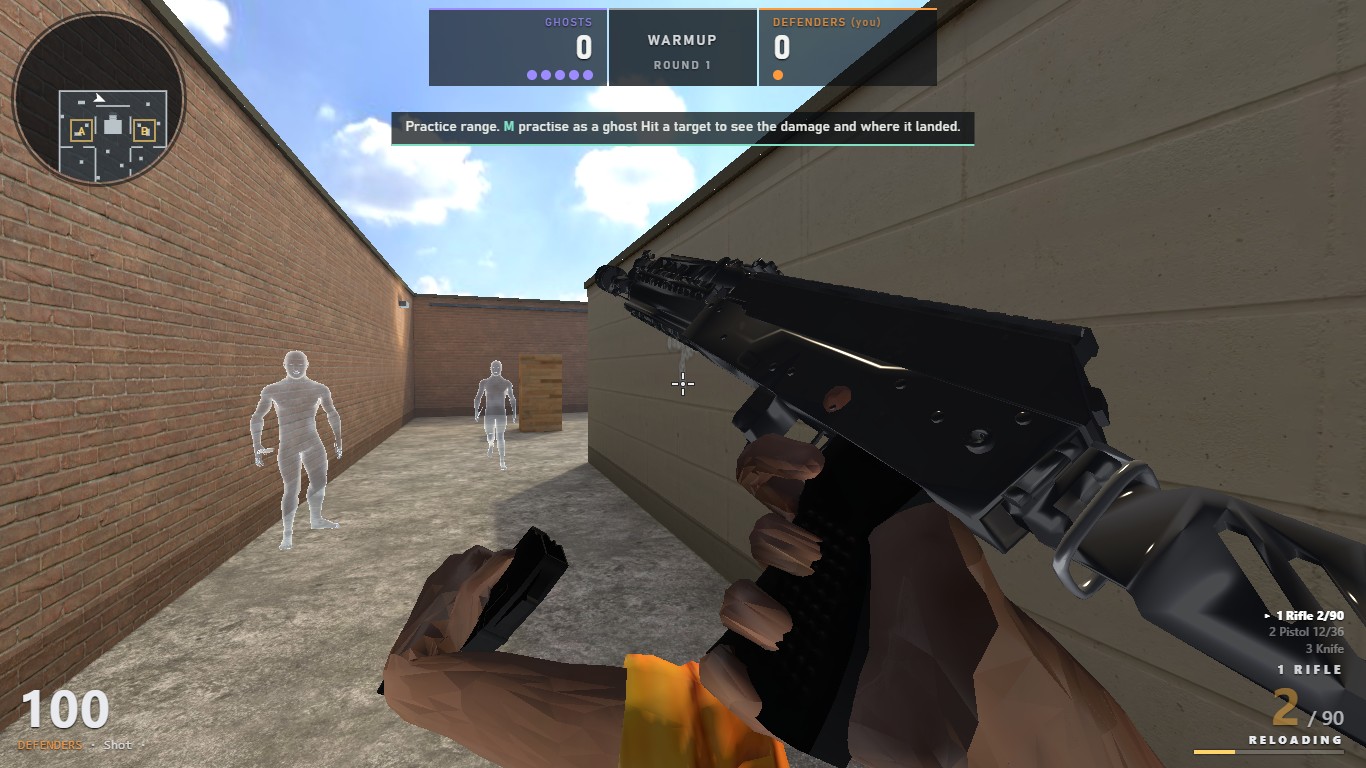 GHOSTS
0
WARMUP
ROUND 1
DEFENDERS (you)
0
Practice range. M practise as a ghost Hit a target to see the damage and where it landed.
A
B
1 Rifle 2/90
2 Pistol 12/36
3 Knife
1 RIFLE
2 / 90
RELOADING
100
DEFENDERS · Shot ·